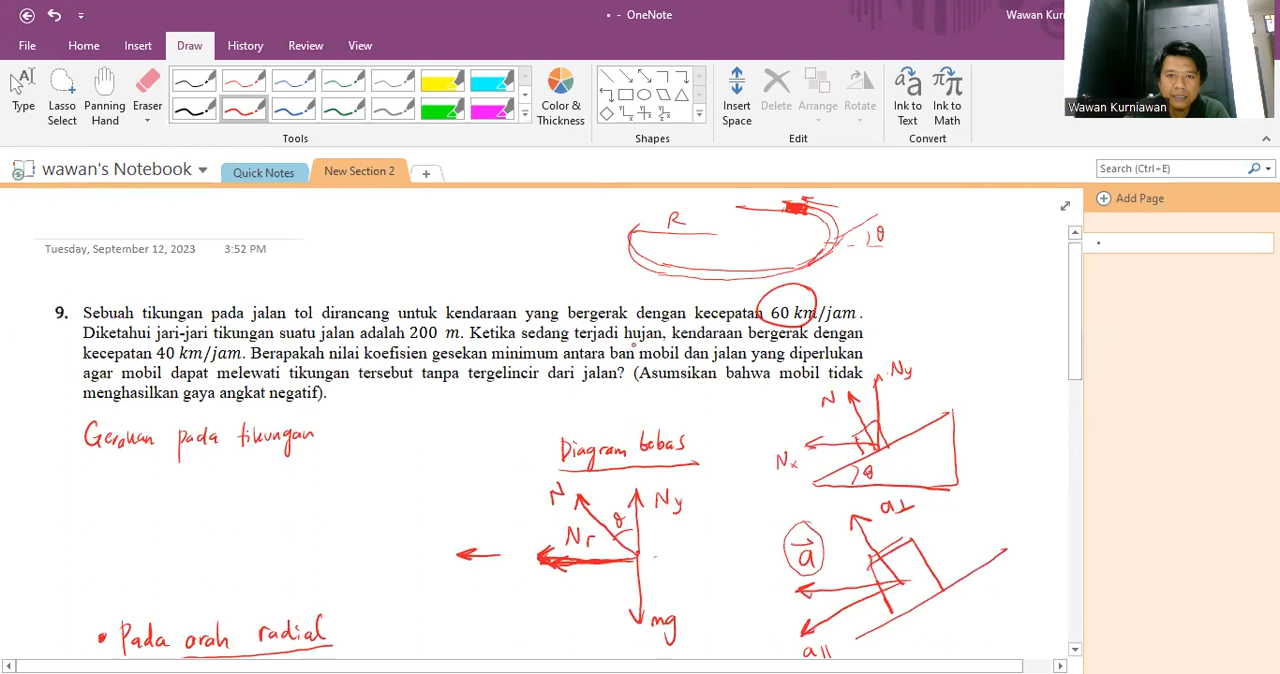 - OneNote
Wawan Kur
File Home Insert Draw History Review View
Type
Lasso Select
Panning Hand
Eraser
Color & Thickness
Insert Space
Delete
Arrange
Rotate
Ink to Text
Ink to Math
Tools
Shapes
Edit
Convert
Wawan Kurniawan
wawan's Notebook
Quick Notes
New Section 2
Search (Ctrl+E)
Add Page
R
θ
Tuesday, September 12, 2023 3:52 PM
9. Sebuah tikungan pada jalan tol dirancang untuk kendaraan yang bergerak dengan kecepatan 60 km/jam.
Diketahui jari-jari tikungan suatu jalan adalah 200 m. Ketika sedang terjadi hujan, kendaraan bergerak dengan
kecepatan 40 km/jam. Berapakah nilai koefisien gesekan minimum antara ban mobil dan jalan yang diperlukan
agar mobil dapat melewati tikungan tersebut tanpa tergelincir dari jalan? (Asumsikan bahwa mobil tidak
menghasilkan gaya angkat negatif).
Gerakan pada tikungan
Diagram bebas
N
Ny
θ
Nr
mg
N
Ny
Nx
θ
a⊥
a⃗
a||
• Pada arah radial